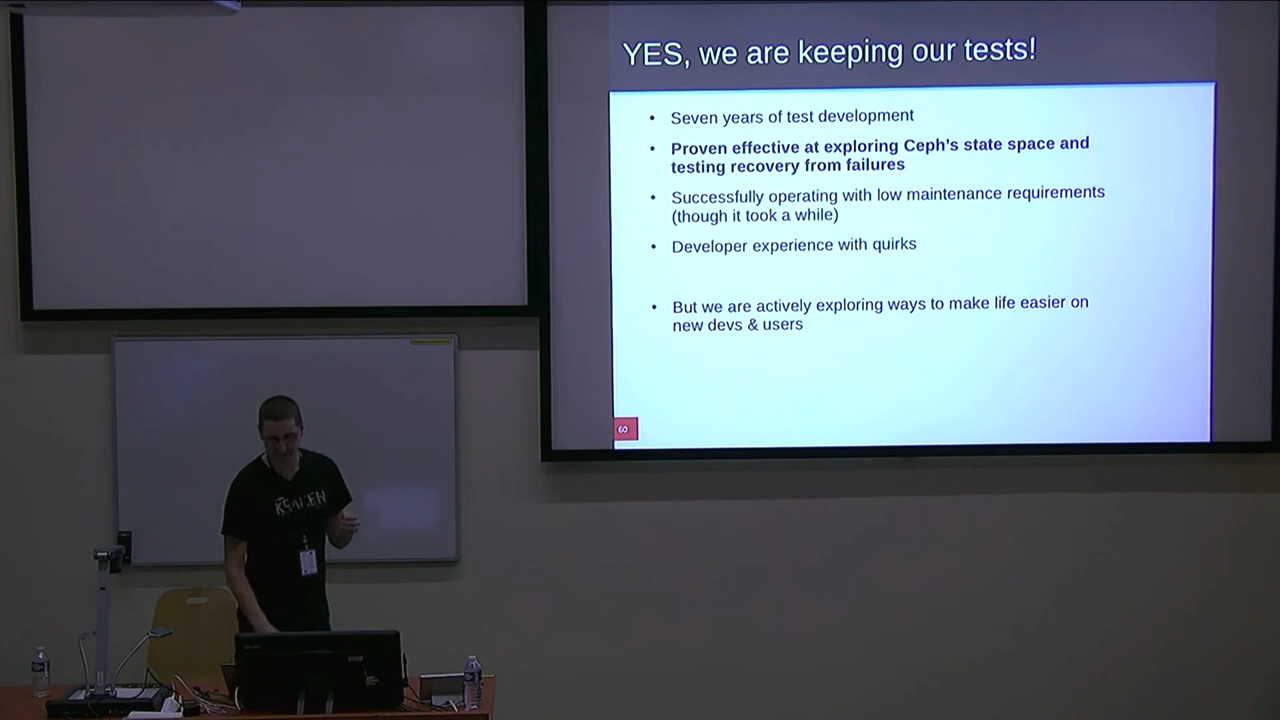 YES, we are keeping our tests!
• Seven years of test development
• Proven effective at exploring Ceph's state space and
testing recovery from failures
• Successfully operating with low maintenance requirements
(though it took a while)
• Developer experience with quirks
• But we are actively exploring ways to make life easier on
new devs & users